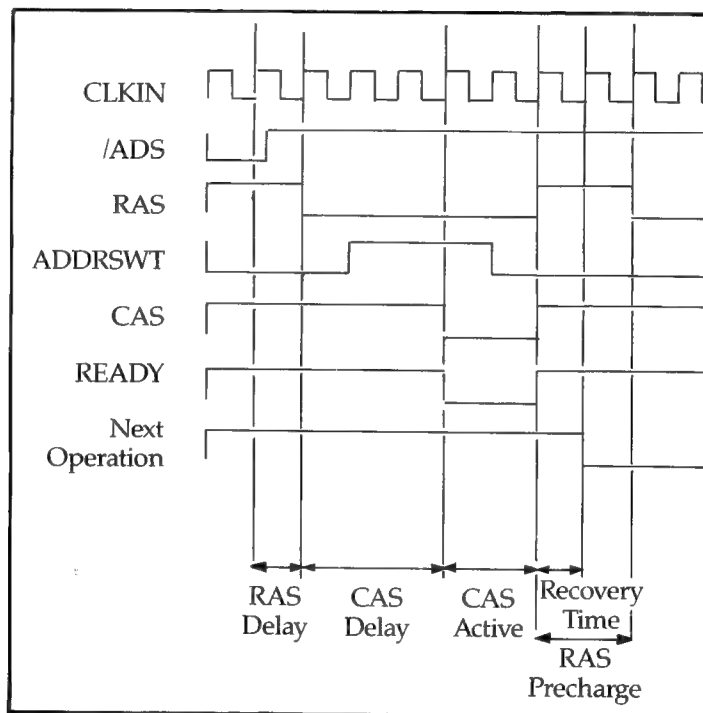 CLKIN
/ADS
RAS
ADDRSWT
CAS
READY
Next
Operation
RAS
Delay
CAS
Delay
CAS
Active
Recovery
Time
RAS
Precharge